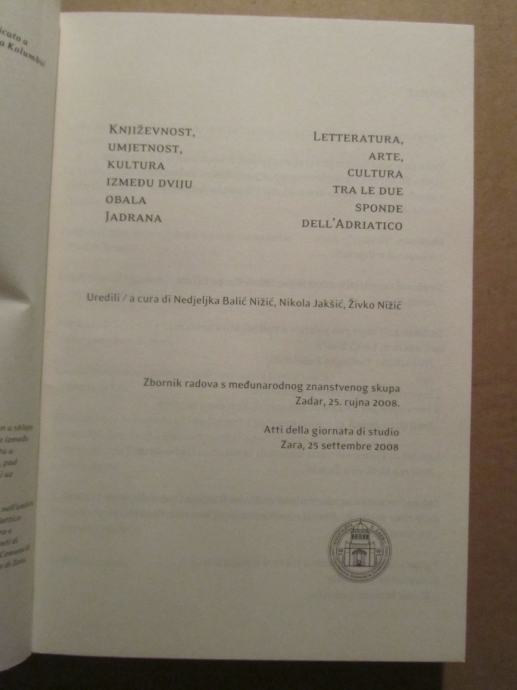 icato a
a Kolumbu
KNJIŽEVNOST,
UMJETNOST,
KULTURA
IZMEĐU DVIJU
OBALA
JADRANA
LETTERATURA,
ARTE,
CULTURA
TRA LE DUE
SPONDE
DELL'ADRIATICO
Uredili / a cura di Nedjeljka Balić Nižić, Nikola Jakšić, Živko Nižić
Zbornik radova s međunarodnog znanstvenog skupa
Zadar, 25. rujna 2008.
Atti della giornata di studio
Zara, 25 settembre 2008